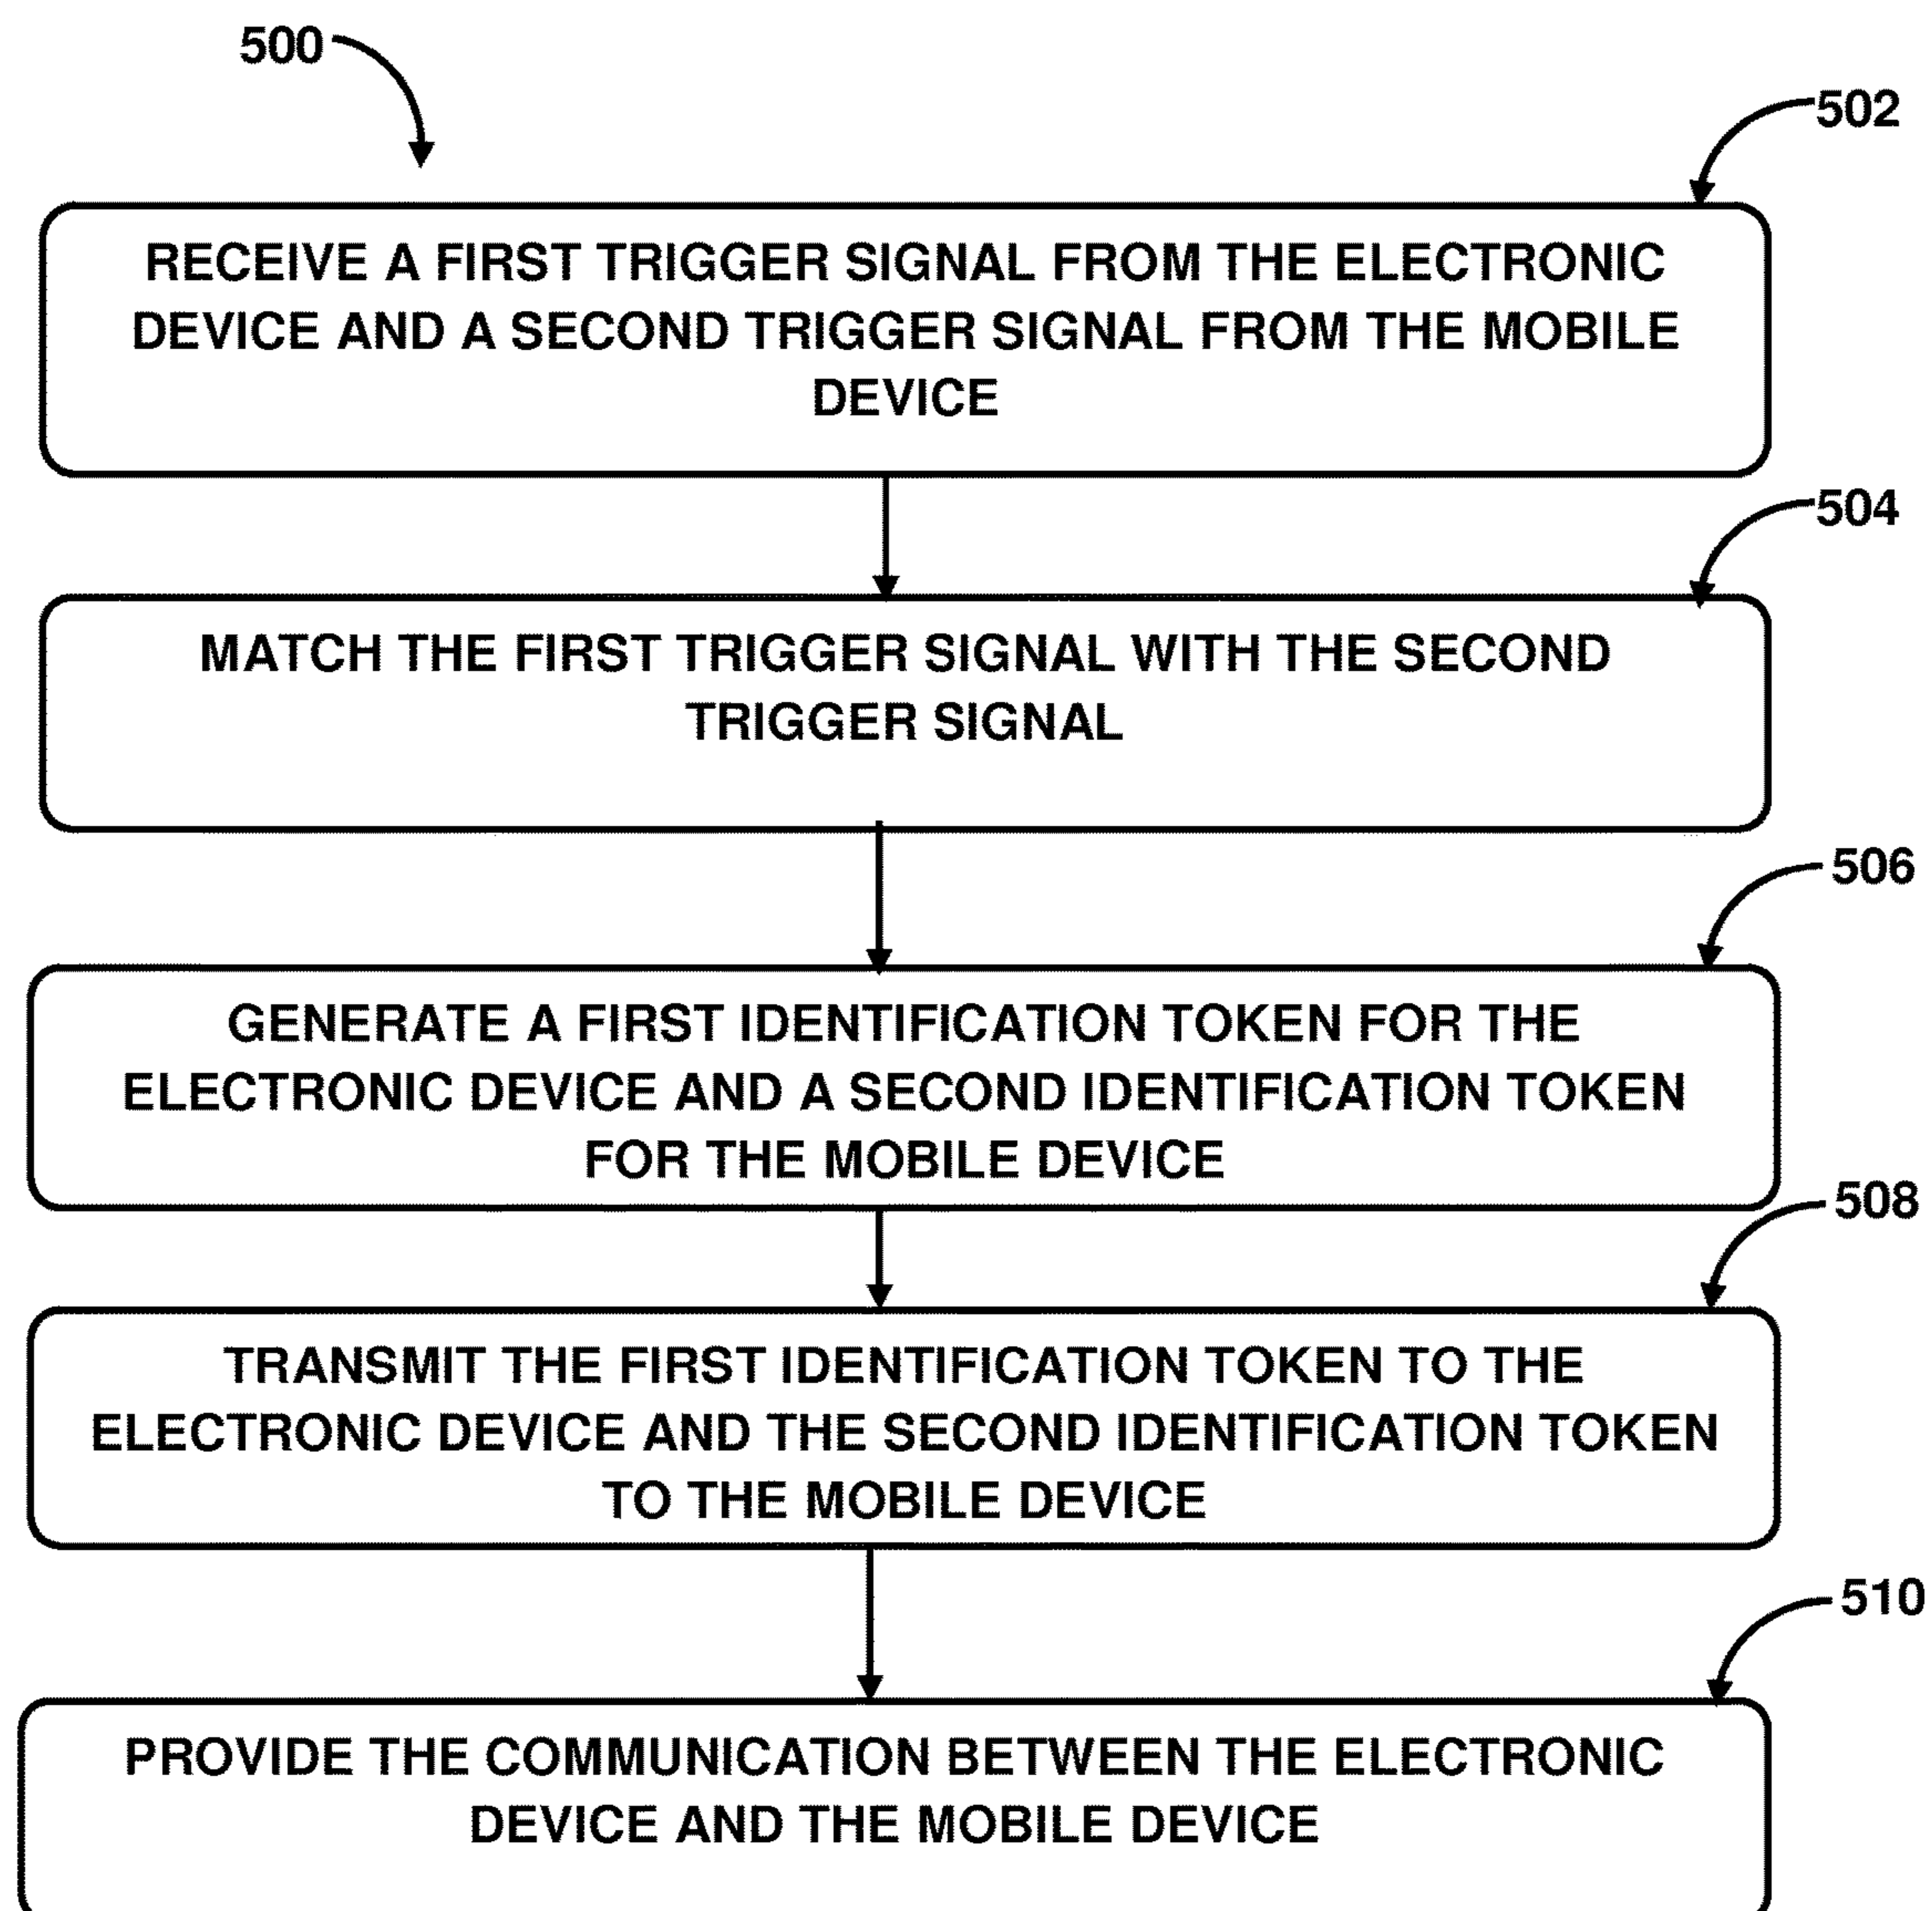 500
502
RECEIVE A FIRST TRIGGER SIGNAL FROM THE ELECTRONIC
DEVICE AND A SECOND TRIGGER SIGNAL FROM THE MOBILE
DEVICE
504
MATCH THE FIRST TRIGGER SIGNAL WITH THE SECOND
TRIGGER SIGNAL
506
GENERATE A FIRST IDENTIFICATION TOKEN FOR THE
ELECTRONIC DEVICE AND A SECOND IDENTIFICATION TOKEN
FOR THE MOBILE DEVICE
508
TRANSMIT THE FIRST IDENTIFICATION TOKEN TO THE
ELECTRONIC DEVICE AND THE SECOND IDENTIFICATION TOKEN
TO THE MOBILE DEVICE
510
PROVIDE THE COMMUNICATION BETWEEN THE ELECTRONIC
DEVICE AND THE MOBILE DEVICE